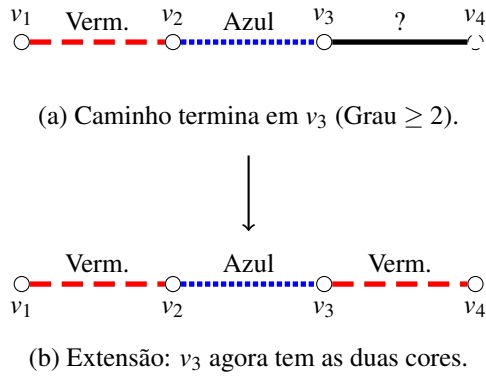 v₁ Verm. v₂ Azul v₃ ? v₄
(a) Caminho termina em v₃ (Grau ≥ 2).
Verm. Azul Verm.
v₁ v₂ v₃ v₄
(b) Extensão: v₃ agora tem as duas cores.